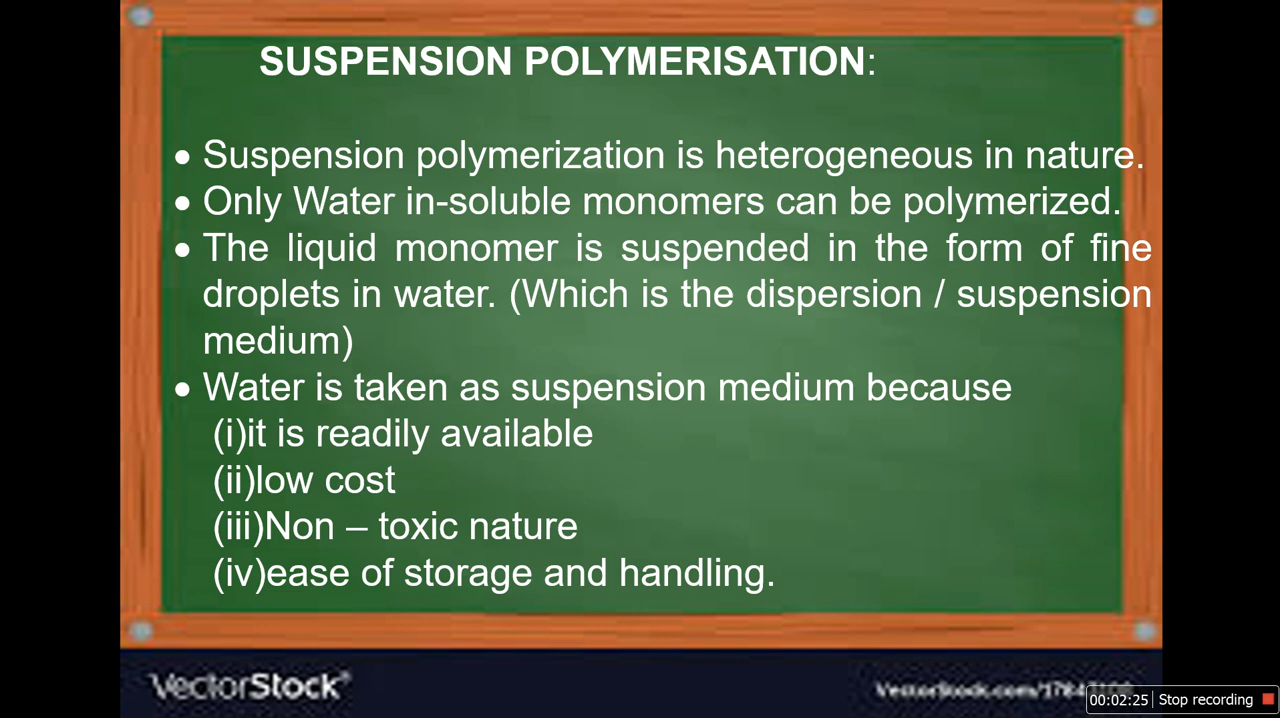 SUSPENSION POLYMERISATION:
• Suspension polymerization is heterogeneous in nature.
• Only Water in-soluble monomers can be polymerized.
• The liquid monomer is suspended in the form of fine
droplets in water. (Which is the dispersion / suspension
medium)
• Water is taken as suspension medium because
(i)it is readily available
(ii)low cost
(iii)Non – toxic nature
(iv)ease of storage and handling.
VectorStock®
00:02:25 Stop recording